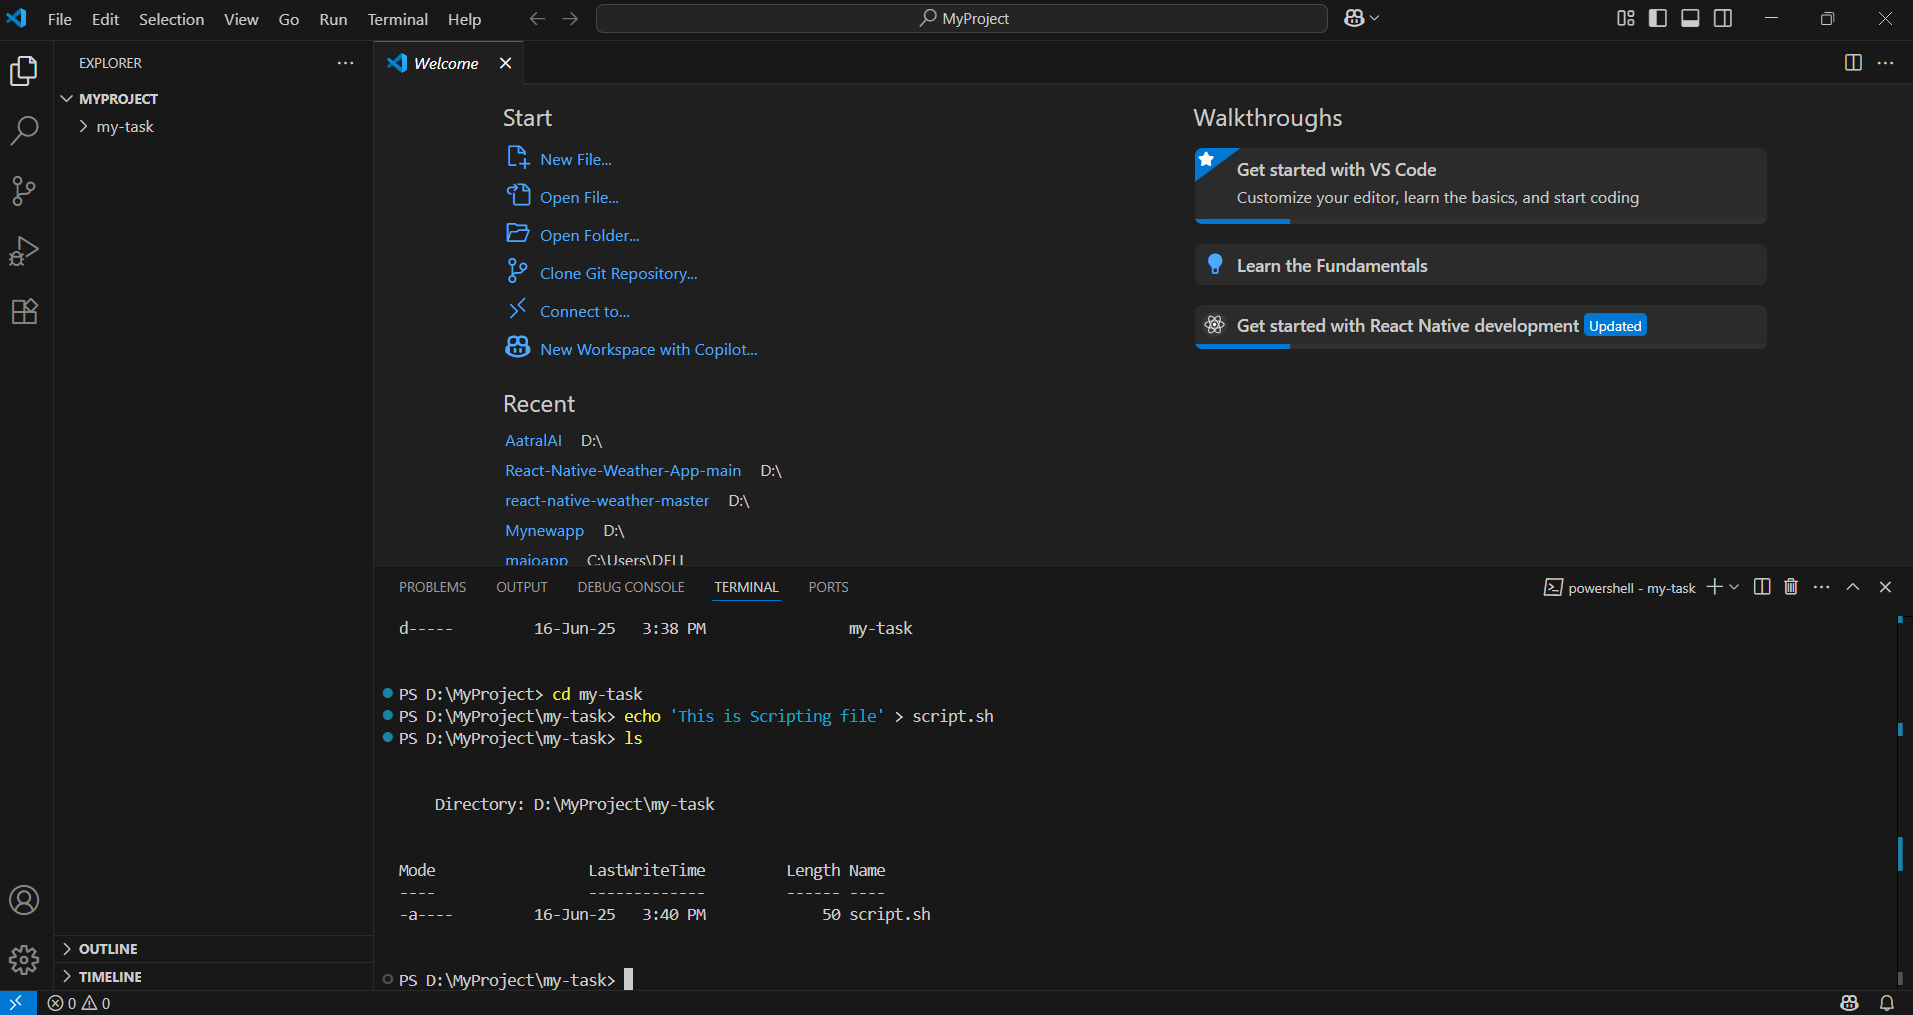 File Edit Selection View Go Run Terminal Help MyProject
EXPLORER
MYPROJECT
my-task
OUTLINE
TIMELINE
Welcome
Start
New File...
Open File...
Open Folder...
Clone Git Repository...
Connect to...
New Workspace with Copilot...
Recent
AatralAI D:\
React-Native-Weather-App-main D:\
react-native-weather-master D:\
Mynewapp D:\
maioapp C:\Users\DELL
Walkthroughs
Get started with VS Code
Customize your editor, learn the basics, and start coding
Learn the Fundamentals
Get started with React Native development Updated
PROBLEMS OUTPUT DEBUG CONSOLE TERMINAL PORTS powershell - my-task
d----- 16-Jun-25 3:38 PM my-task
PS D:\MyProject> cd my-task
PS D:\MyProject\my-task> echo 'This is Scripting file' > script.sh
PS D:\MyProject\my-task> ls
Directory: D:\MyProject\my-task
Mode LastWriteTime Length Name
---- ------------- ------ ----
-a---- 16-Jun-25 3:40 PM 50 script.sh
PS D:\MyProject\my-task>
0 0